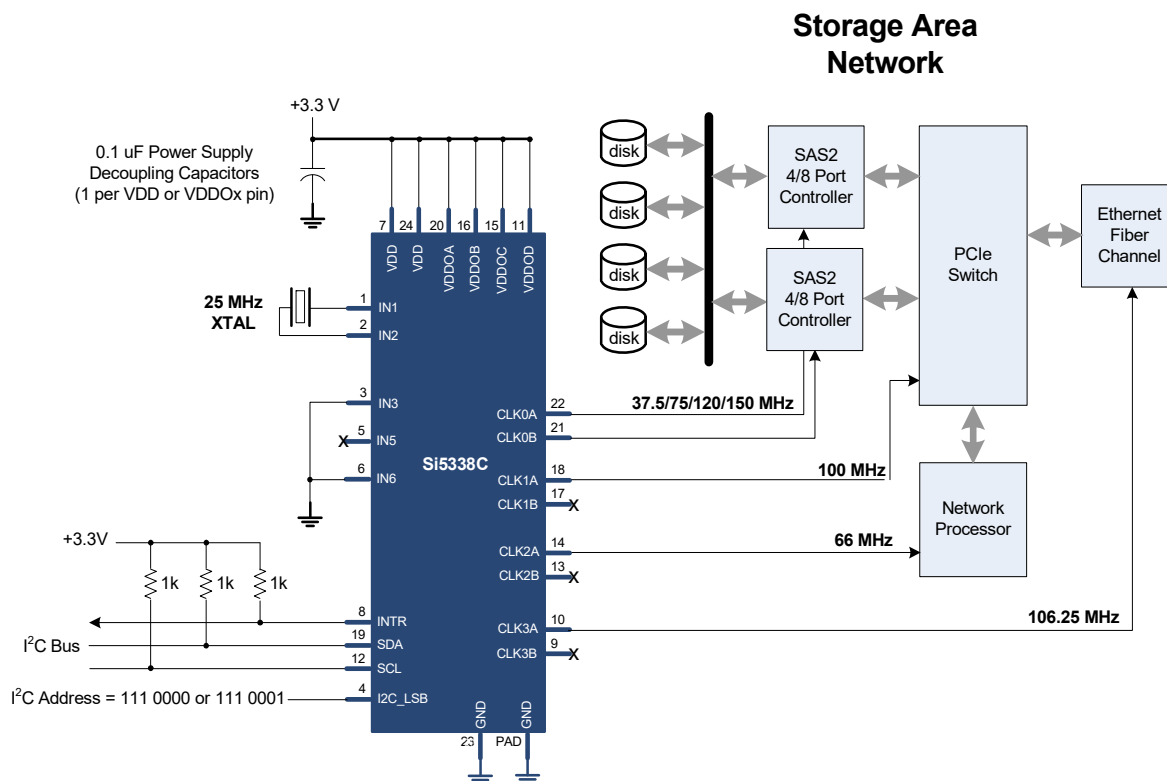 Storage Area
Network
+3.3 V
0.1 uF Power Supply
Decoupling Capacitors
(1 per VDD or VDDOx pin)
7
24
20
16
15
11
VDD
VDD
VDDOA
VDDOB
VDDOC
VDDOD
25 MHz
XTAL
1
IN1
2
IN2
3
IN3
5
X
IN5
6
IN6
Si5338C
22
CLK0A
21
CLK0B
18
CLK1A
17
CLK1B
X
14
CLK2A
13
CLK2B
X
10
CLK3A
9
CLK3B
X
+3.3V
1k
1k
1k
8
INTR
I²C Bus
19
SDA
12
SCL
I²C Address = 111 0000 or 111 0001
4
I2C_LSB
GND
GND
23
PAD
disk
disk
disk
disk
SAS2
4/8 Port
Controller
SAS2
4/8 Port
Controller
PCIe
Switch
Ethernet
Fiber
Channel
Network
Processor
37.5/75/120/150 MHz
100 MHz
66 MHz
106.25 MHz